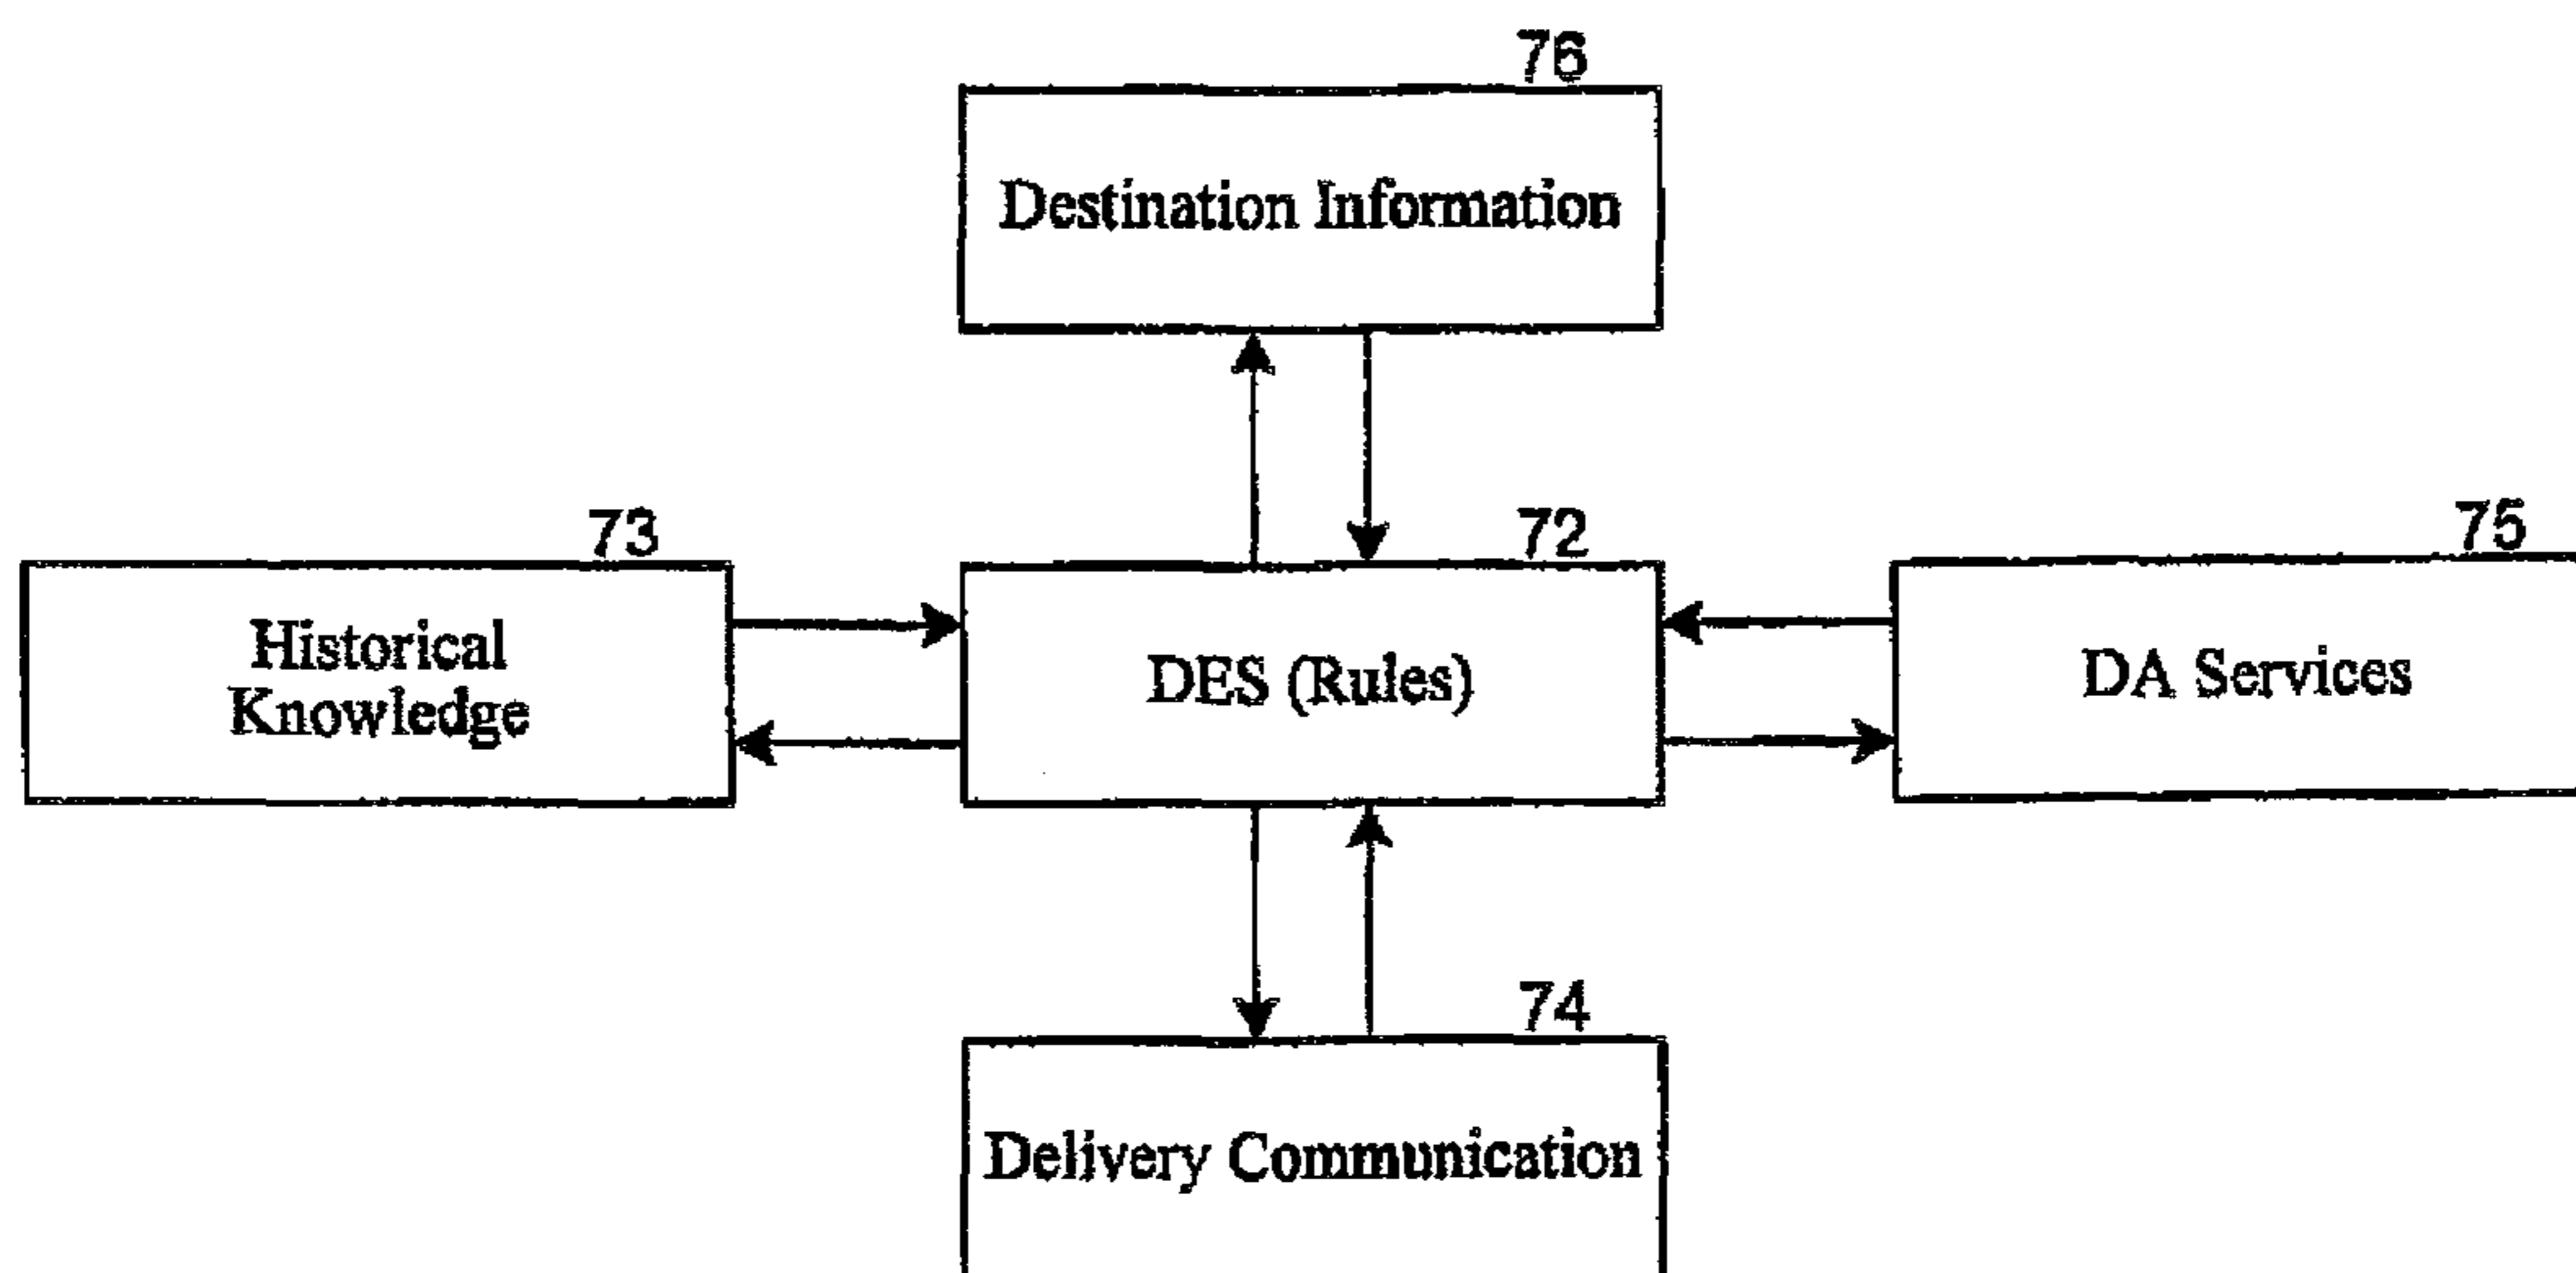 76
Destination Information
73
72
75
Historical
Knowledge
DES (Rules)
DA Services
74
Delivery Communication